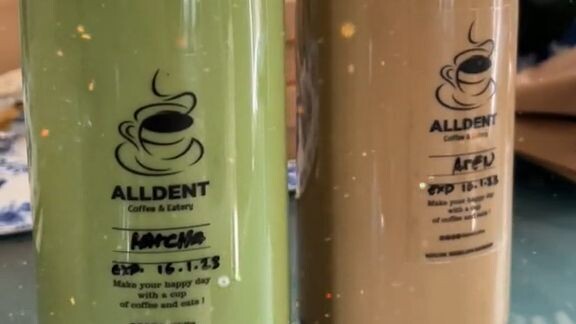 ALLDENT
Coffee & Eatery
MATCHA
EXP 16.1.23
Make your happy day
with a cup
of coffee and eats !
ALLDENT
Coffee & Eatery
AREN
EXP 16.1.23
Make your happy day
with a cup
of coffee and eats !